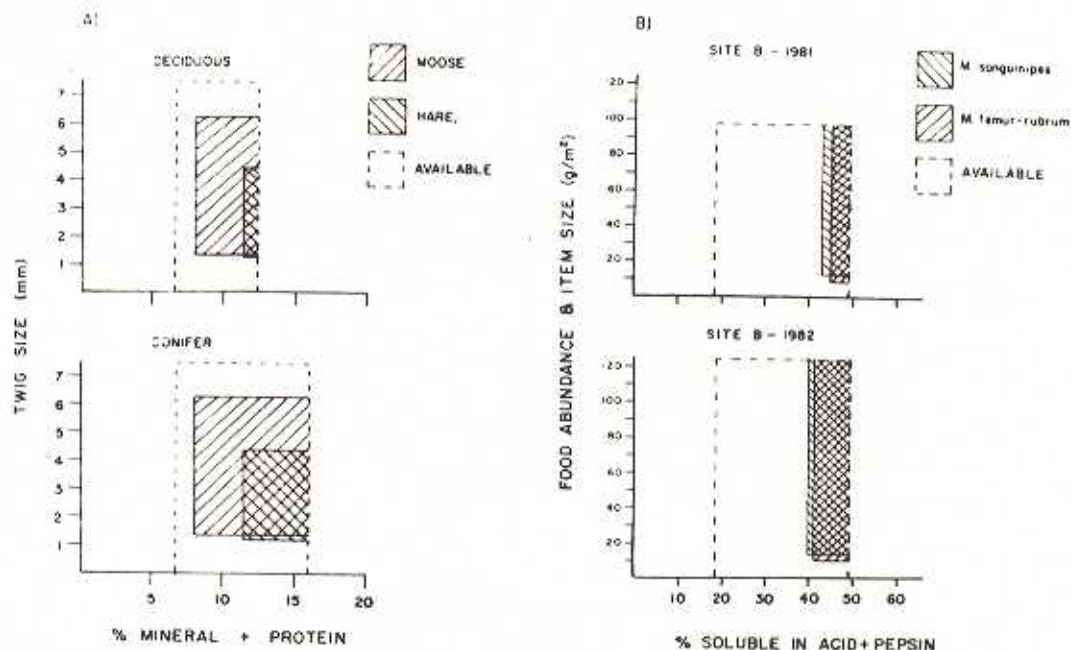 A)
DECIDUOUS
MOOSE
HARE.
AVAILABLE
7
6
5
4
3
2
1
CONIFER
7
6
5
4
3
2
1
5
10
15
20
TWIG SIZE (mm)
% MINERAL + PROTEIN
B)
SITE B - 1981
M. sanguinipes
M. femur-rubrum
AVAILABLE
120
100
80
60
40
20
SITE B - 1982
120
100
80
60
40
20
10
20
30
40
50
60
FOOD ABUNDANCE & ITEM SIZE (g/m²)
% SOLUBLE IN ACID + PEPSIN